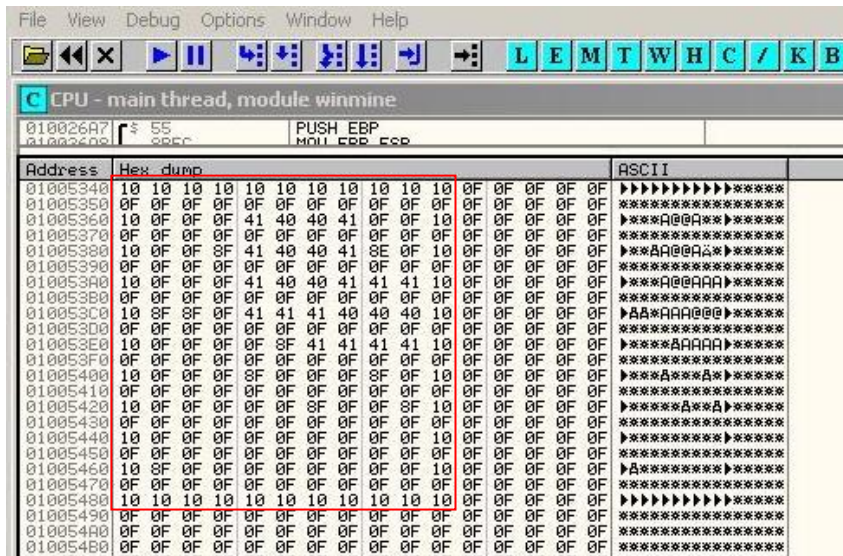 File View Debug Options Window Help
L E M T W H C / K B
C CPU - main thread, module winmine
010026A7 $ 55 PUSH EBP
Address Hex dump ASCII
01005340 10 10 10 10 10 10 10 10 10 10 10 0F 0F 0F 0F 0F ►►►►►►►►►►►☼☼☼☼☼
01005350 0F 0F 0F 0F 0F 0F 0F 0F 0F 0F 0F 0F 0F 0F 0F 0F ☼☼☼☼☼☼☼☼☼☼☼☼☼☼☼☼
01005360 10 0F 0F 0F 41 40 40 41 0F 0F 10 0F 0F 0F 0F 0F ►☼☼☼A@@A☼☼►☼☼☼☼☼
01005370 0F 0F 0F 0F 0F 0F 0F 0F 0F 0F 0F 0F 0F 0F 0F 0F ☼☼☼☼☼☼☼☼☼☼☼☼☼☼☼☼
01005380 10 0F 0F 8F 41 40 40 41 8E 0F 10 0F 0F 0F 0F 0F ►☼☼ÅA@@AÄ☼►☼☼☼☼☼
01005390 0F 0F 0F 0F 0F 0F 0F 0F 0F 0F 0F 0F 0F 0F 0F 0F ☼☼☼☼☼☼☼☼☼☼☼☼☼☼☼☼
010053A0 10 0F 0F 0F 41 40 40 41 41 41 10 0F 0F 0F 0F 0F ►☼☼☼A@@AAA►☼☼☼☼☼
010053B0 0F 0F 0F 0F 0F 0F 0F 0F 0F 0F 0F 0F 0F 0F 0F 0F ☼☼☼☼☼☼☼☼☼☼☼☼☼☼☼☼
010053C0 10 8F 8F 0F 41 41 41 40 40 40 10 0F 0F 0F 0F 0F ►ÅÅ☼AAA@@@►☼☼☼☼☼
010053D0 0F 0F 0F 0F 0F 0F 0F 0F 0F 0F 0F 0F 0F 0F 0F 0F ☼☼☼☼☼☼☼☼☼☼☼☼☼☼☼☼
010053E0 10 0F 0F 0F 0F 8F 41 41 41 41 10 0F 0F 0F 0F 0F ►☼☼☼☼ÅAAAA►☼☼☼☼☼
010053F0 0F 0F 0F 0F 0F 0F 0F 0F 0F 0F 0F 0F 0F 0F 0F 0F ☼☼☼☼☼☼☼☼☼☼☼☼☼☼☼☼
01005400 10 0F 0F 0F 8F 0F 0F 0F 8F 0F 10 0F 0F 0F 0F 0F ►☼☼☼Å☼☼☼Å☼►☼☼☼☼☼
01005410 0F 0F 0F 0F 0F 0F 0F 0F 0F 0F 0F 0F 0F 0F 0F 0F ☼☼☼☼☼☼☼☼☼☼☼☼☼☼☼☼
01005420 10 0F 0F 0F 0F 0F 8F 0F 0F 8F 10 0F 0F 0F 0F 0F ►☼☼☼☼☼Å☼☼Å►☼☼☼☼☼
01005430 0F 0F 0F 0F 0F 0F 0F 0F 0F 0F 0F 0F 0F 0F 0F 0F ☼☼☼☼☼☼☼☼☼☼☼☼☼☼☼☼
01005440 10 0F 0F 0F 0F 0F 0F 0F 0F 0F 10 0F 0F 0F 0F 0F ►☼☼☼☼☼☼☼☼☼►☼☼☼☼☼
01005450 0F 0F 0F 0F 0F 0F 0F 0F 0F 0F 0F 0F 0F 0F 0F 0F ☼☼☼☼☼☼☼☼☼☼☼☼☼☼☼☼
01005460 10 8F 0F 0F 0F 0F 0F 0F 0F 0F 10 0F 0F 0F 0F 0F ►Å☼☼☼☼☼☼☼☼►☼☼☼☼☼
01005470 0F 0F 0F 0F 0F 0F 0F 0F 0F 0F 0F 0F 0F 0F 0F 0F ☼☼☼☼☼☼☼☼☼☼☼☼☼☼☼☼
01005480 10 10 10 10 10 10 10 10 10 10 10 0F 0F 0F 0F 0F ►►►►►►►►►►►☼☼☼☼☼
01005490 0F 0F 0F 0F 0F 0F 0F 0F 0F 0F 0F 0F 0F 0F 0F 0F ☼☼☼☼☼☼☼☼☼☼☼☼☼☼☼☼
010054A0 0F 0F 0F 0F 0F 0F 0F 0F 0F 0F 0F 0F 0F 0F 0F 0F ☼☼☼☼☼☼☼☼☼☼☼☼☼☼☼☼
010054B0 0F 0F 0F 0F 0F 0F 0F 0F 0F 0F 0F 0F 0F 0F 0F 0F ☼☼☼☼☼☼☼☼☼☼☼☼☼☼☼☼